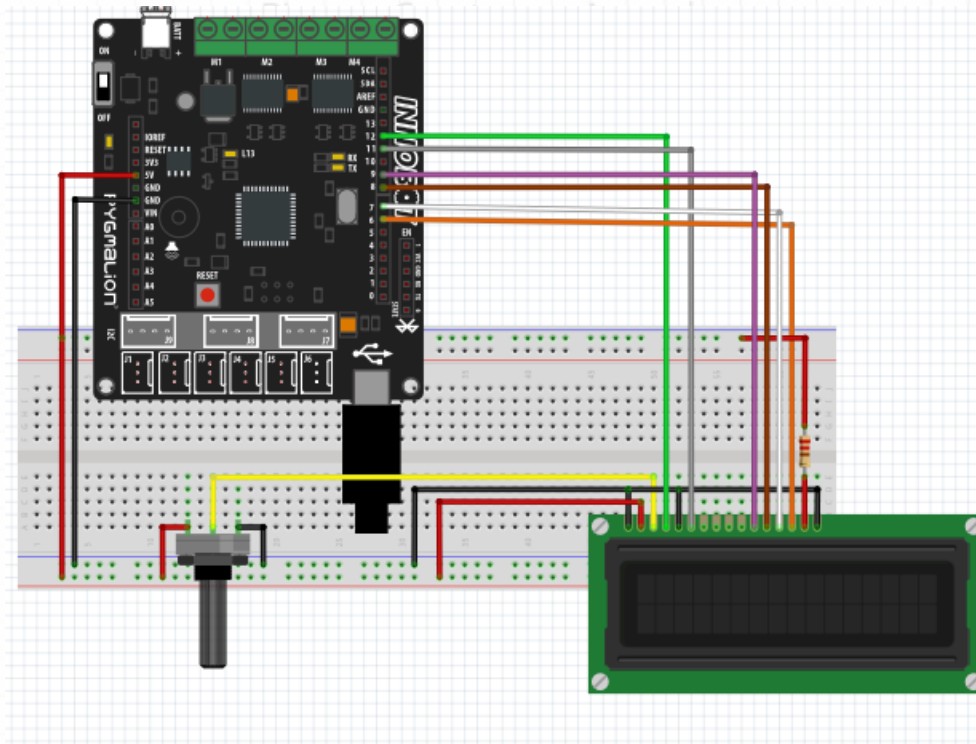 BATT
- +
ON
OFF
M1 M2 M3 M4
SCL
SDA
AREF
GND
13
12
11
10
9
8
7
6
5
4
3
2
1
0
IOREF
RESET
3V3
5V
GND
GND
VIN
A0
A1
A2
A3
A4
A5
L13
RX
TX
EN
PYGMALION
RESET
I2C
J9 J8 J7
J1 J2 J3 J4 J5 J6